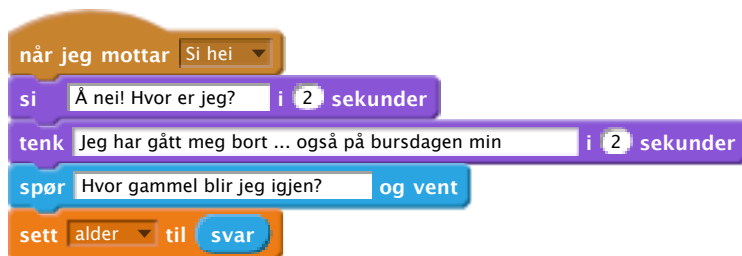 når jeg mottar Si hei
si Å nei! Hvor er jeg? i 2 sekunder
tenk Jeg har gått meg bort ... også på bursdagen min i 2 sekunder
spør Hvor gammel blir jeg igjen? og vent
sett alder til svar